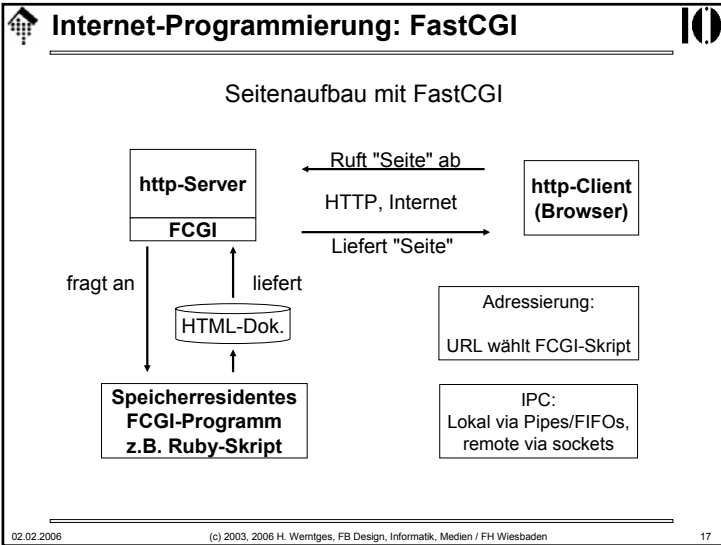 Internet-Programmierung: FastCGI
Seitenaufbau mit FastCGI
http-Server
FCGI
Ruft "Seite" ab
HTTP, Internet
Liefert "Seite"
http-Client
(Browser)
fragt an
liefert
HTML-Dok.
Speicherresidentes
FCGI-Programm
z.B. Ruby-Skript
Adressierung:
URL wählt FCGI-Skript
IPC:
Lokal via Pipes/FIFOs,
remote via sockets
02.02.2006
(c) 2003, 2006 H. Werntges, FB Design, Informatik, Medien / FH Wiesbaden
17